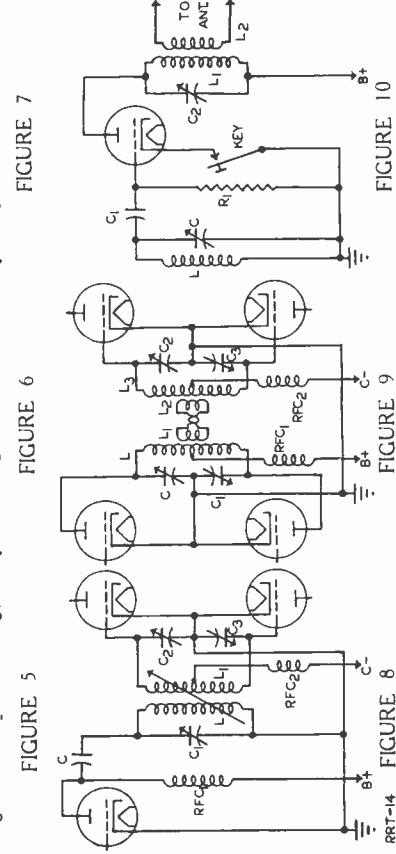 FIGURE 5
FIGURE 6
FIGURE 7
C
C1
L
L1
C2
C3
RFC
RFC2
B+
C-
L
L1
L2
L3
C
C1
C2
C3
RFC1
RFC2
B+
C-
C1
L
C
R1
KEY
C2
L1
L2
TO
ANT.
B+
RRT-14
FIGURE 8
FIGURE 9
FIGURE 10